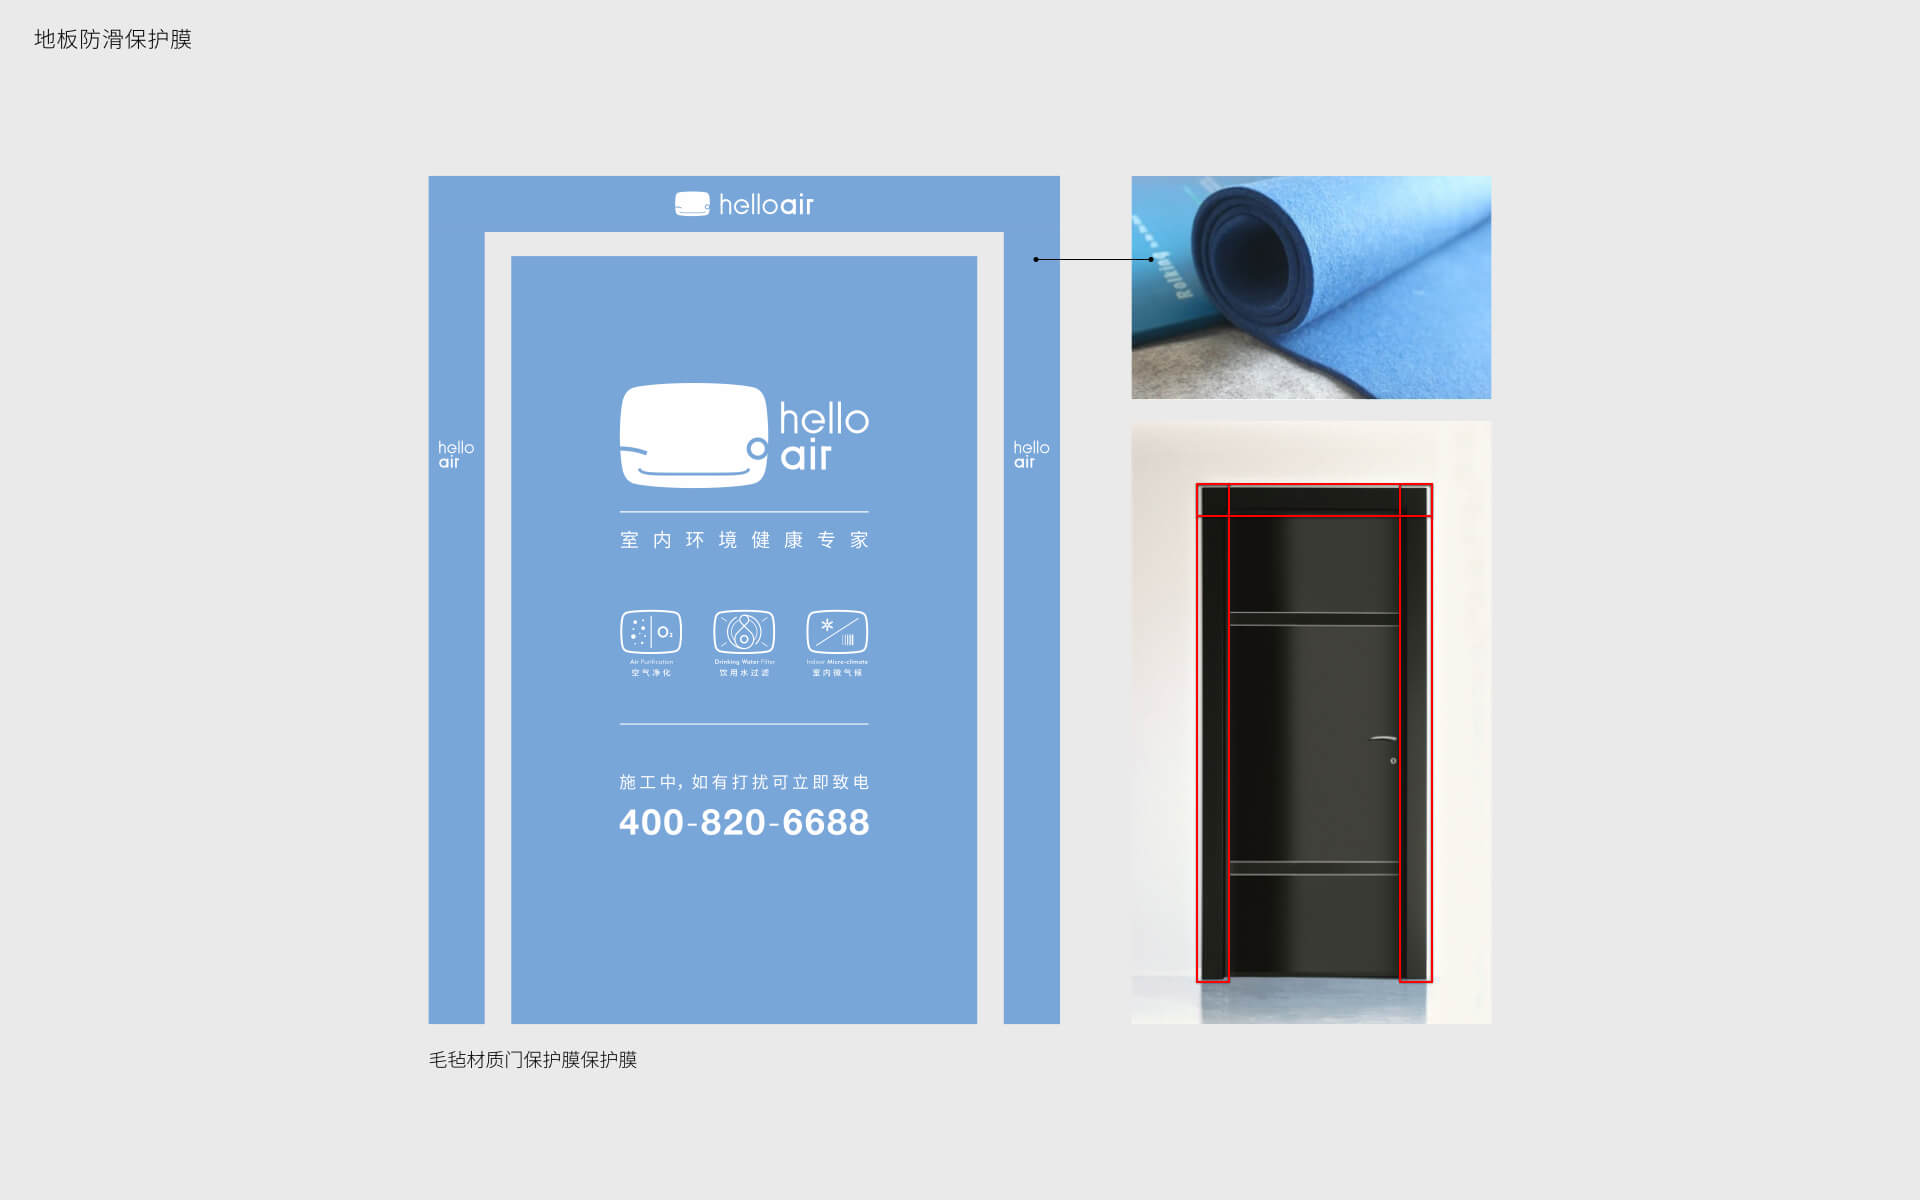 地板防滑保护膜
helloair
hello
air
hello
air
室内环境健康专家
O₂
Air Purification
空气净化
Drinking Water Filter
饮用水过滤
Indoor Micro-climate
室内微气候
施工中，如有打扰可立即致电
400-820-6688
hello
air
Rolking
毛毡材质门保护膜保护膜